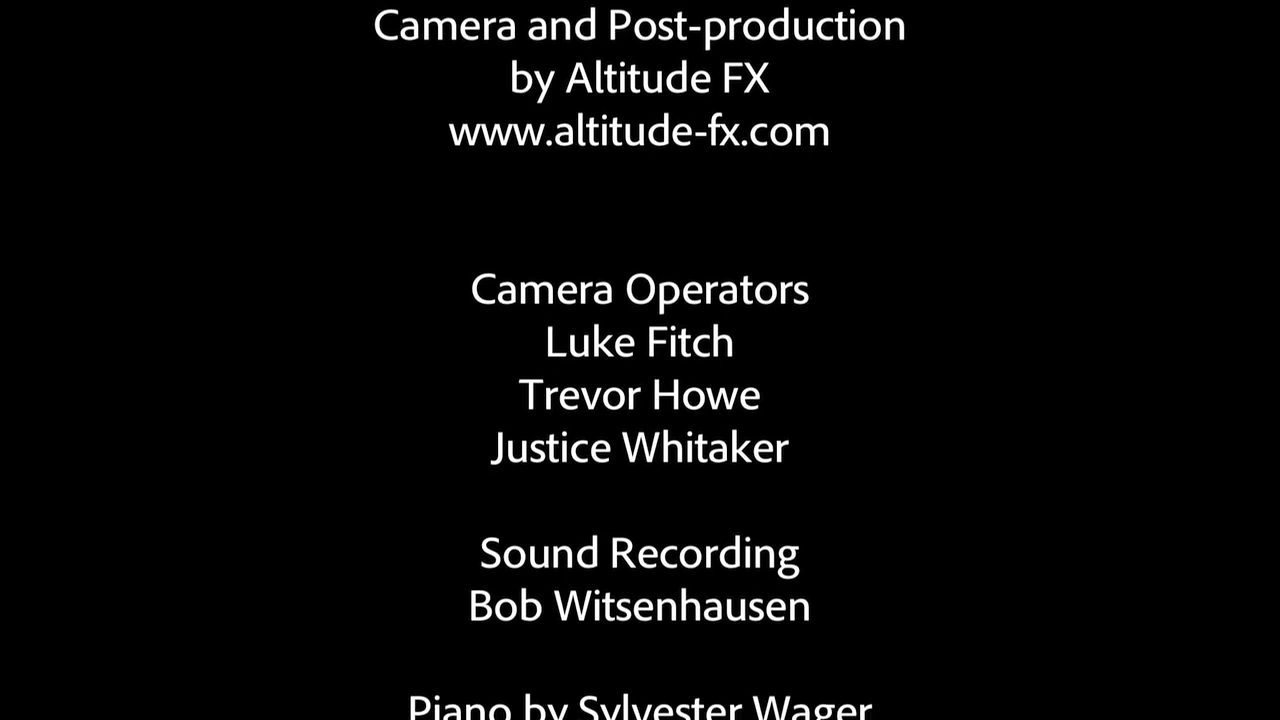 Camera and Post-production
by Altitude FX
www.altitude-fx.com
Camera Operators
Luke Fitch
Trevor Howe
Justice Whitaker
Sound Recording
Bob Witsenhausen
Piano by Sylvester Wager